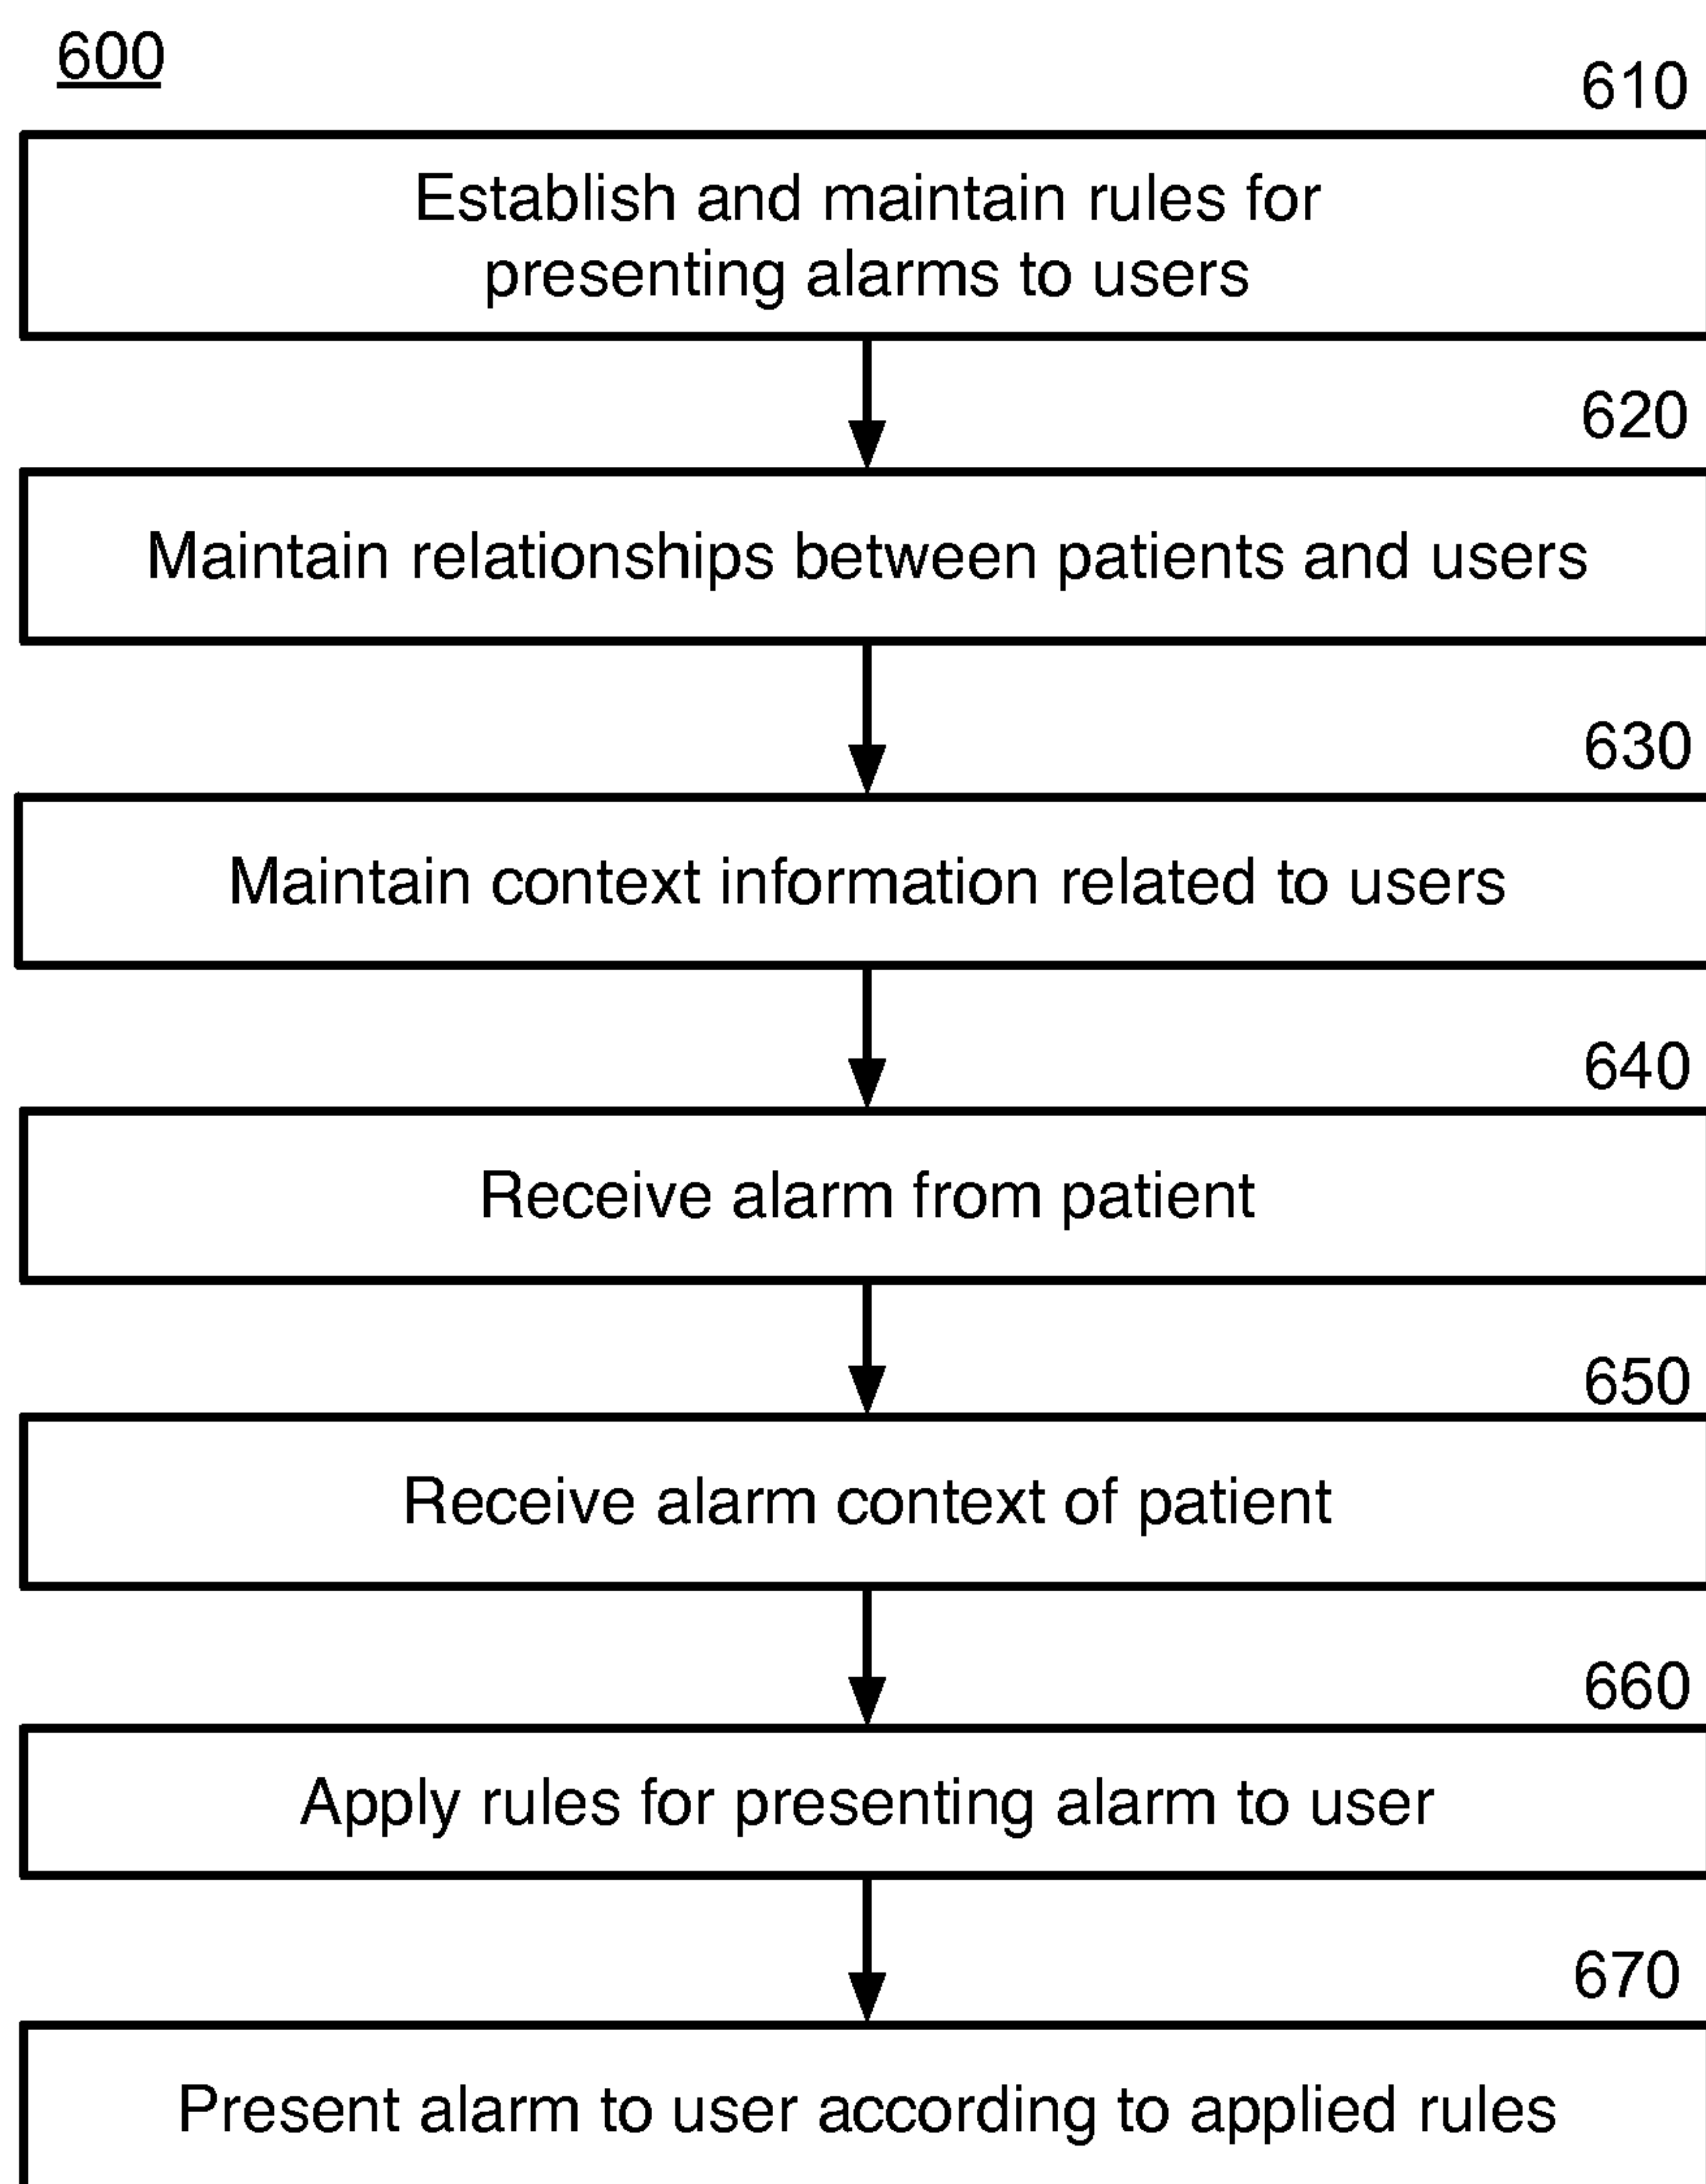 600
610
Establish and maintain rules for
presenting alarms to users
620
Maintain relationships between patients and users
630
Maintain context information related to users
640
Receive alarm from patient
650
Receive alarm context of patient
660
Apply rules for presenting alarm to user
670
Present alarm to user according to applied rules